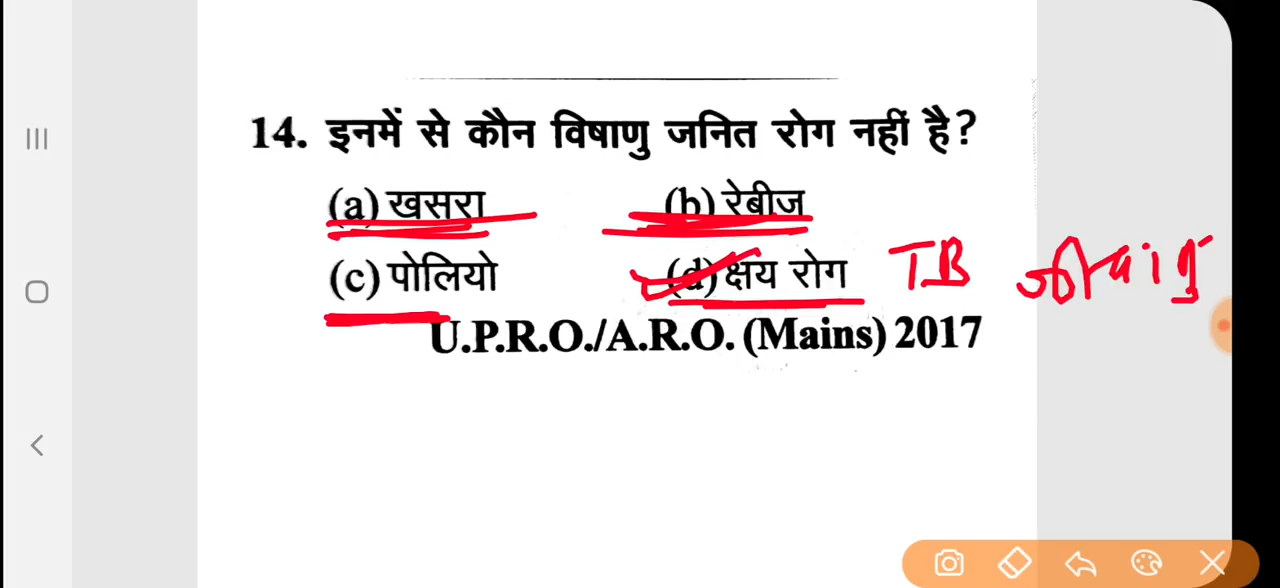 14. इनमें से कौन विषाणु जनित रोग नहीं है?
(a) खसरा (b) रेबीज
(c) पोलियो (d) क्षय रोग TB जीवाणु
U.P.R.O./A.R.O. (Mains) 2017